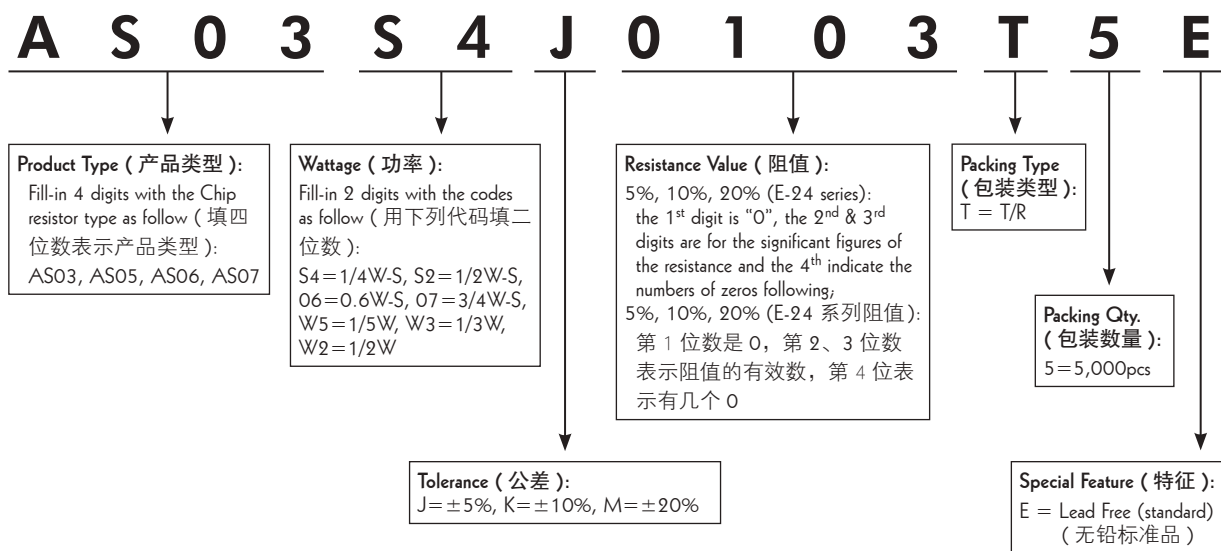 A S 0 3 S 4 J 0 1 0 3 T 5 E
Product Type ( 产品类型 ):
Fill-in 4 digits with the Chip
resistor type as follow ( 填四
位数表示产品类型 ):
AS03, AS05, AS06, AS07
Wattage ( 功率 ):
Fill-in 2 digits with the codes
as follow ( 用下列代码填二
位数 ):
S4=1/4W-S, S2=1/2W-S,
06=0.6W-S, 07=3/4W-S,
W5=1/5W, W3=1/3W,
W2=1/2W
Resistance Value ( 阻值 ):
5%, 10%, 20% (E-24 series):
the 1st digit is “0”, the 2nd & 3rd
digits are for the significant figures of
the resistance and the 4th indicate the
numbers of zeros following;
5%, 10%, 20% (E-24 系列阻值):
第 1 位数是 0，第 2、3 位数
表示阻值的有效数，第 4 位表
示有几个 0
Packing Type
( 包装类型 ):
T = T/R
Packing Qty.
( 包装数量 ):
5=5,000pcs
Tolerance ( 公差 ):
J=±5%, K=±10%, M=±20%
Special Feature ( 特征 ):
E = Lead Free (standard)
( 无铅标准品 )